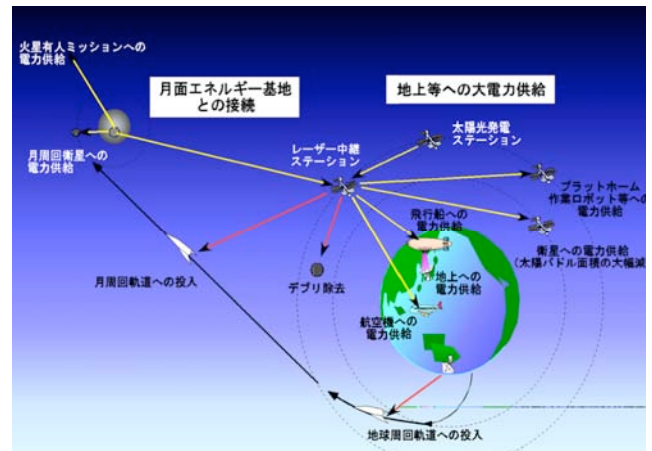 火星有人ミッションへの
電力供給
月面エネルギー基地
との接続
地上等への大電力供給
月周回衛星への
電力供給
レーザー中継
ステーション
太陽光発電
ステーション
プラットホーム
作業ロボット等への
電力供給
飛行船への
電力供給
衛星への電力供給
(太陽パドル面積の大幅減
月周回軌道への投入
デブリ除去
地上への
電力供給
航空機への
電力供給
地球周回軌道への投入